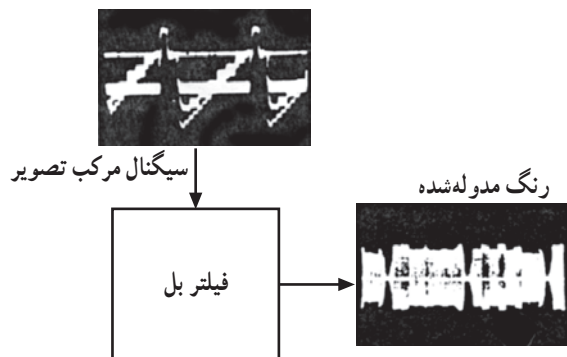 سیگنال مرکب تصویر
رنگ مدوله‌شده
فیلتر بل